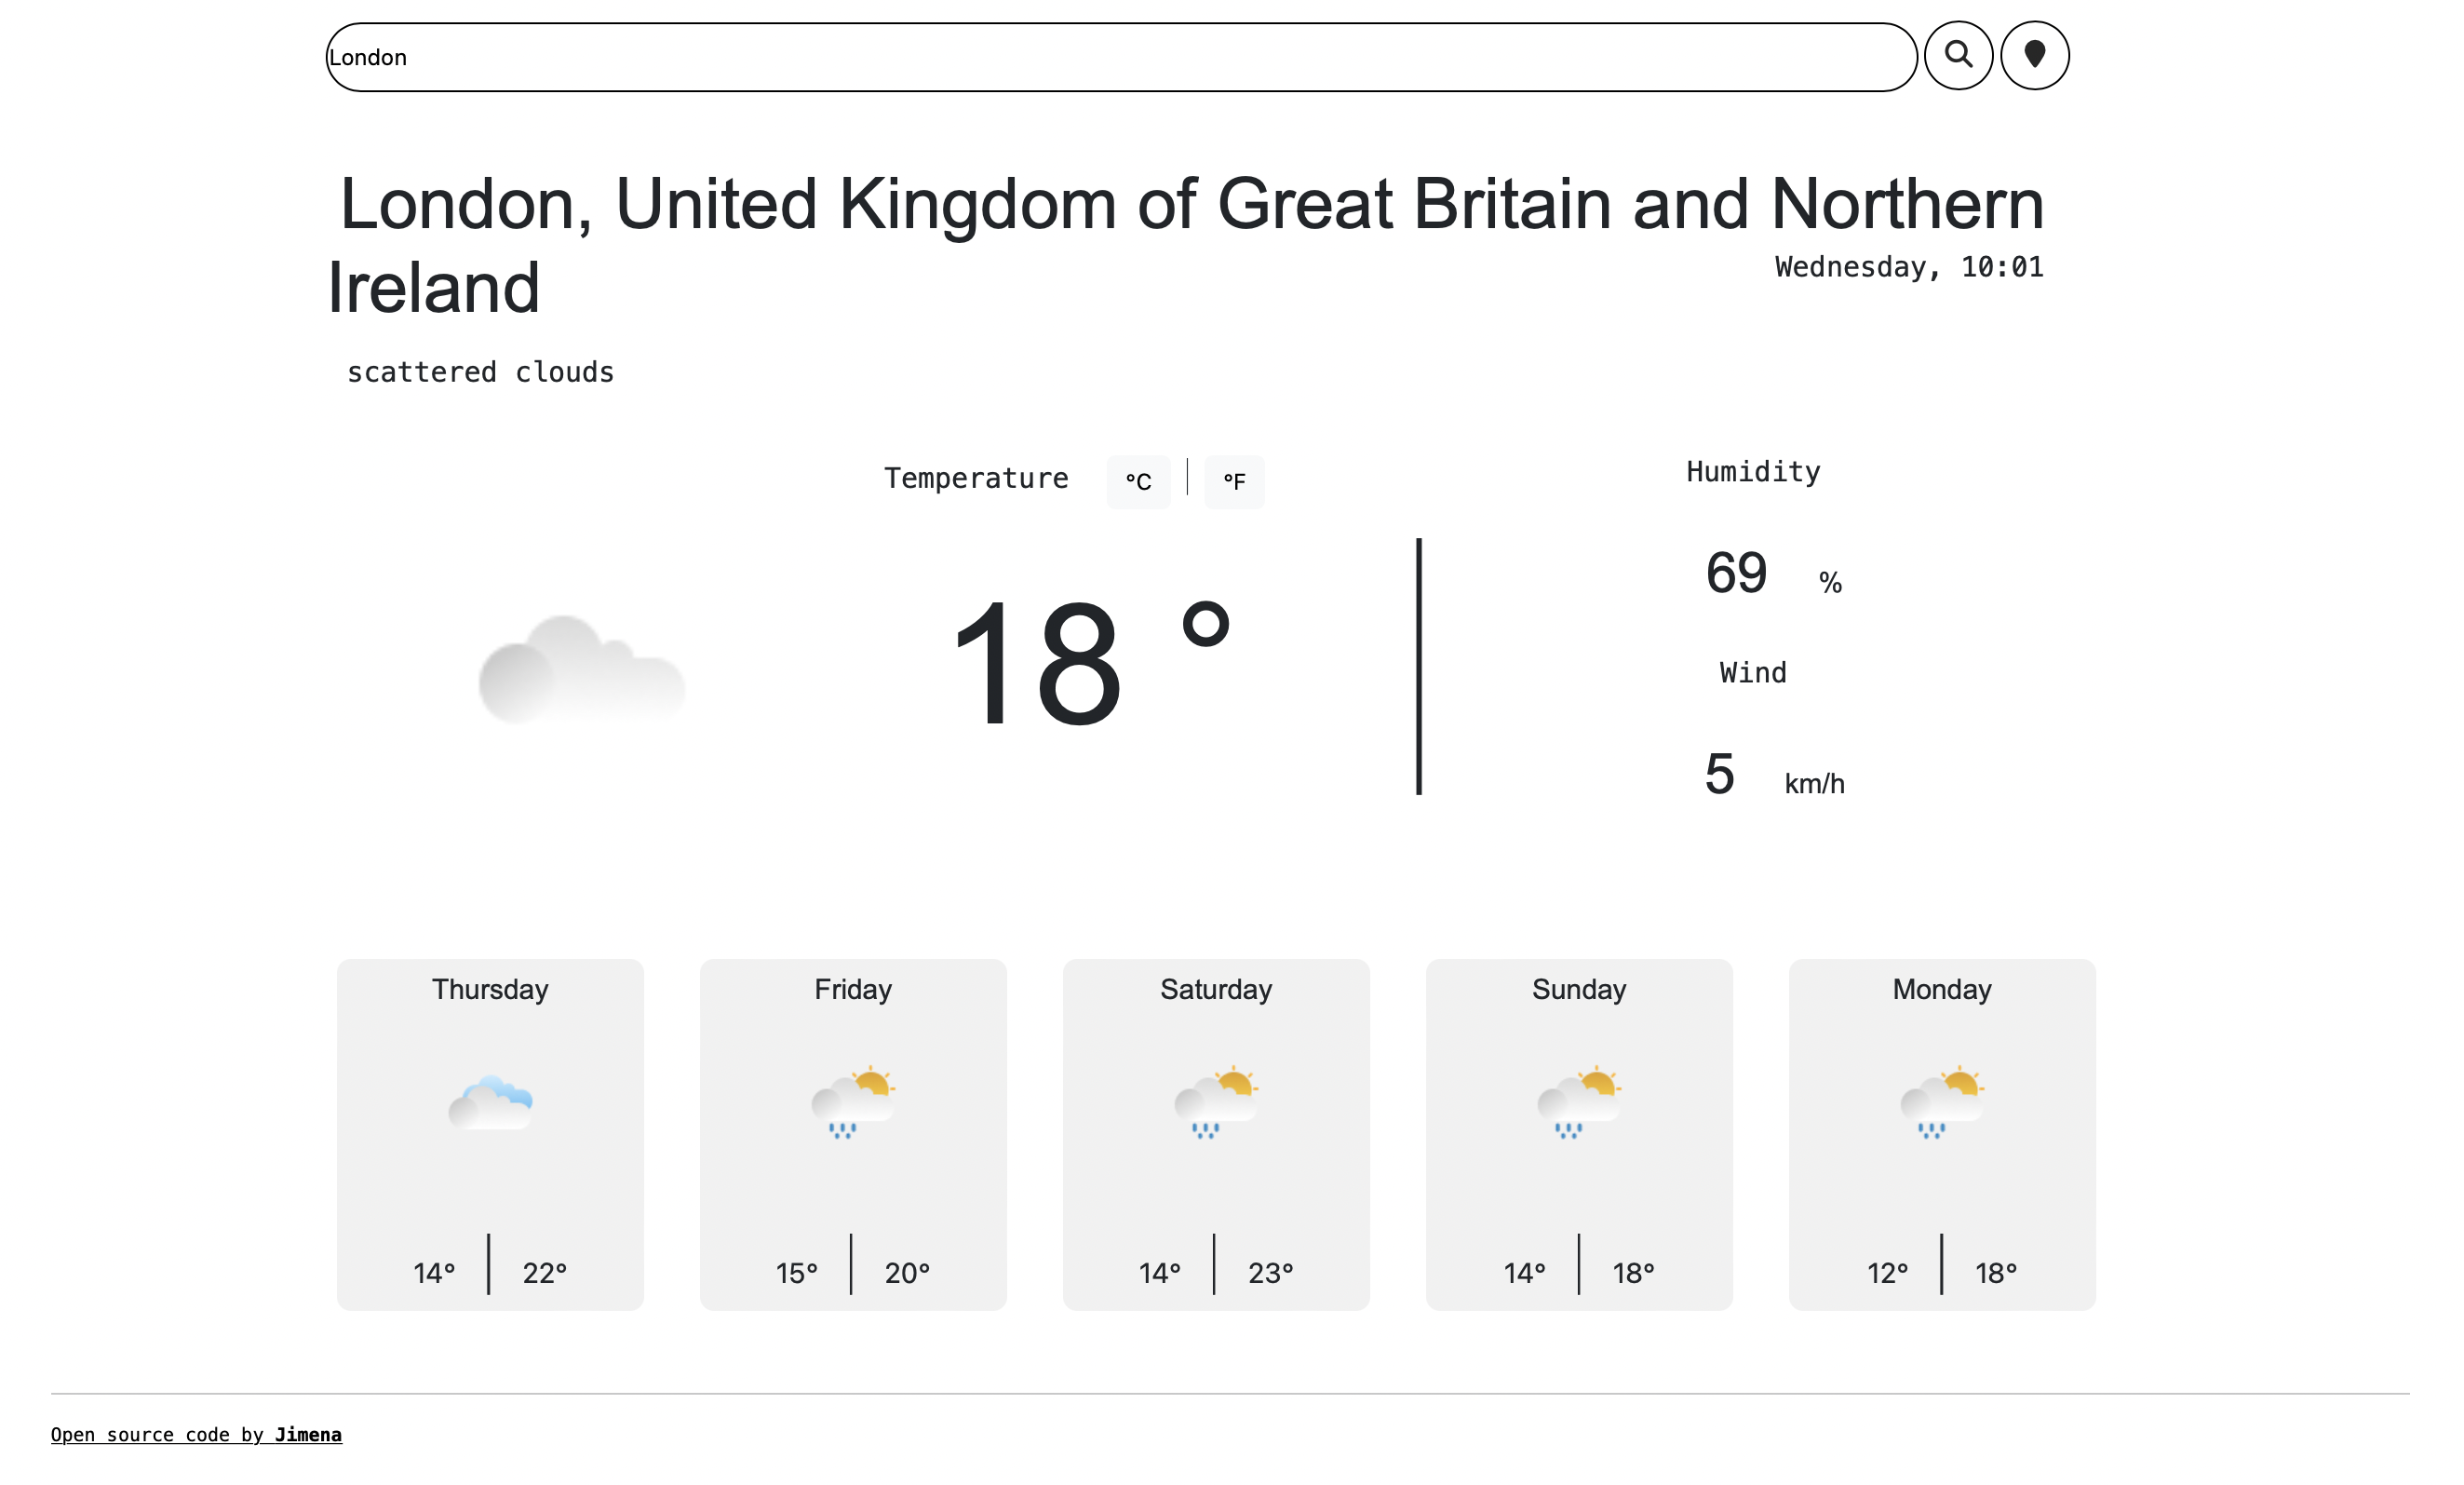 London
London, United Kingdom of Great Britain and Northern
Ireland
Wednesday, 10:01
scattered clouds
Temperature °C °F
18 °
Humidity
69 %
Wind
5 km/h
Thursday
14° 22°
Friday
15° 20°
Saturday
14° 23°
Sunday
14° 18°
Monday
12° 18°
Open source code by Jimena